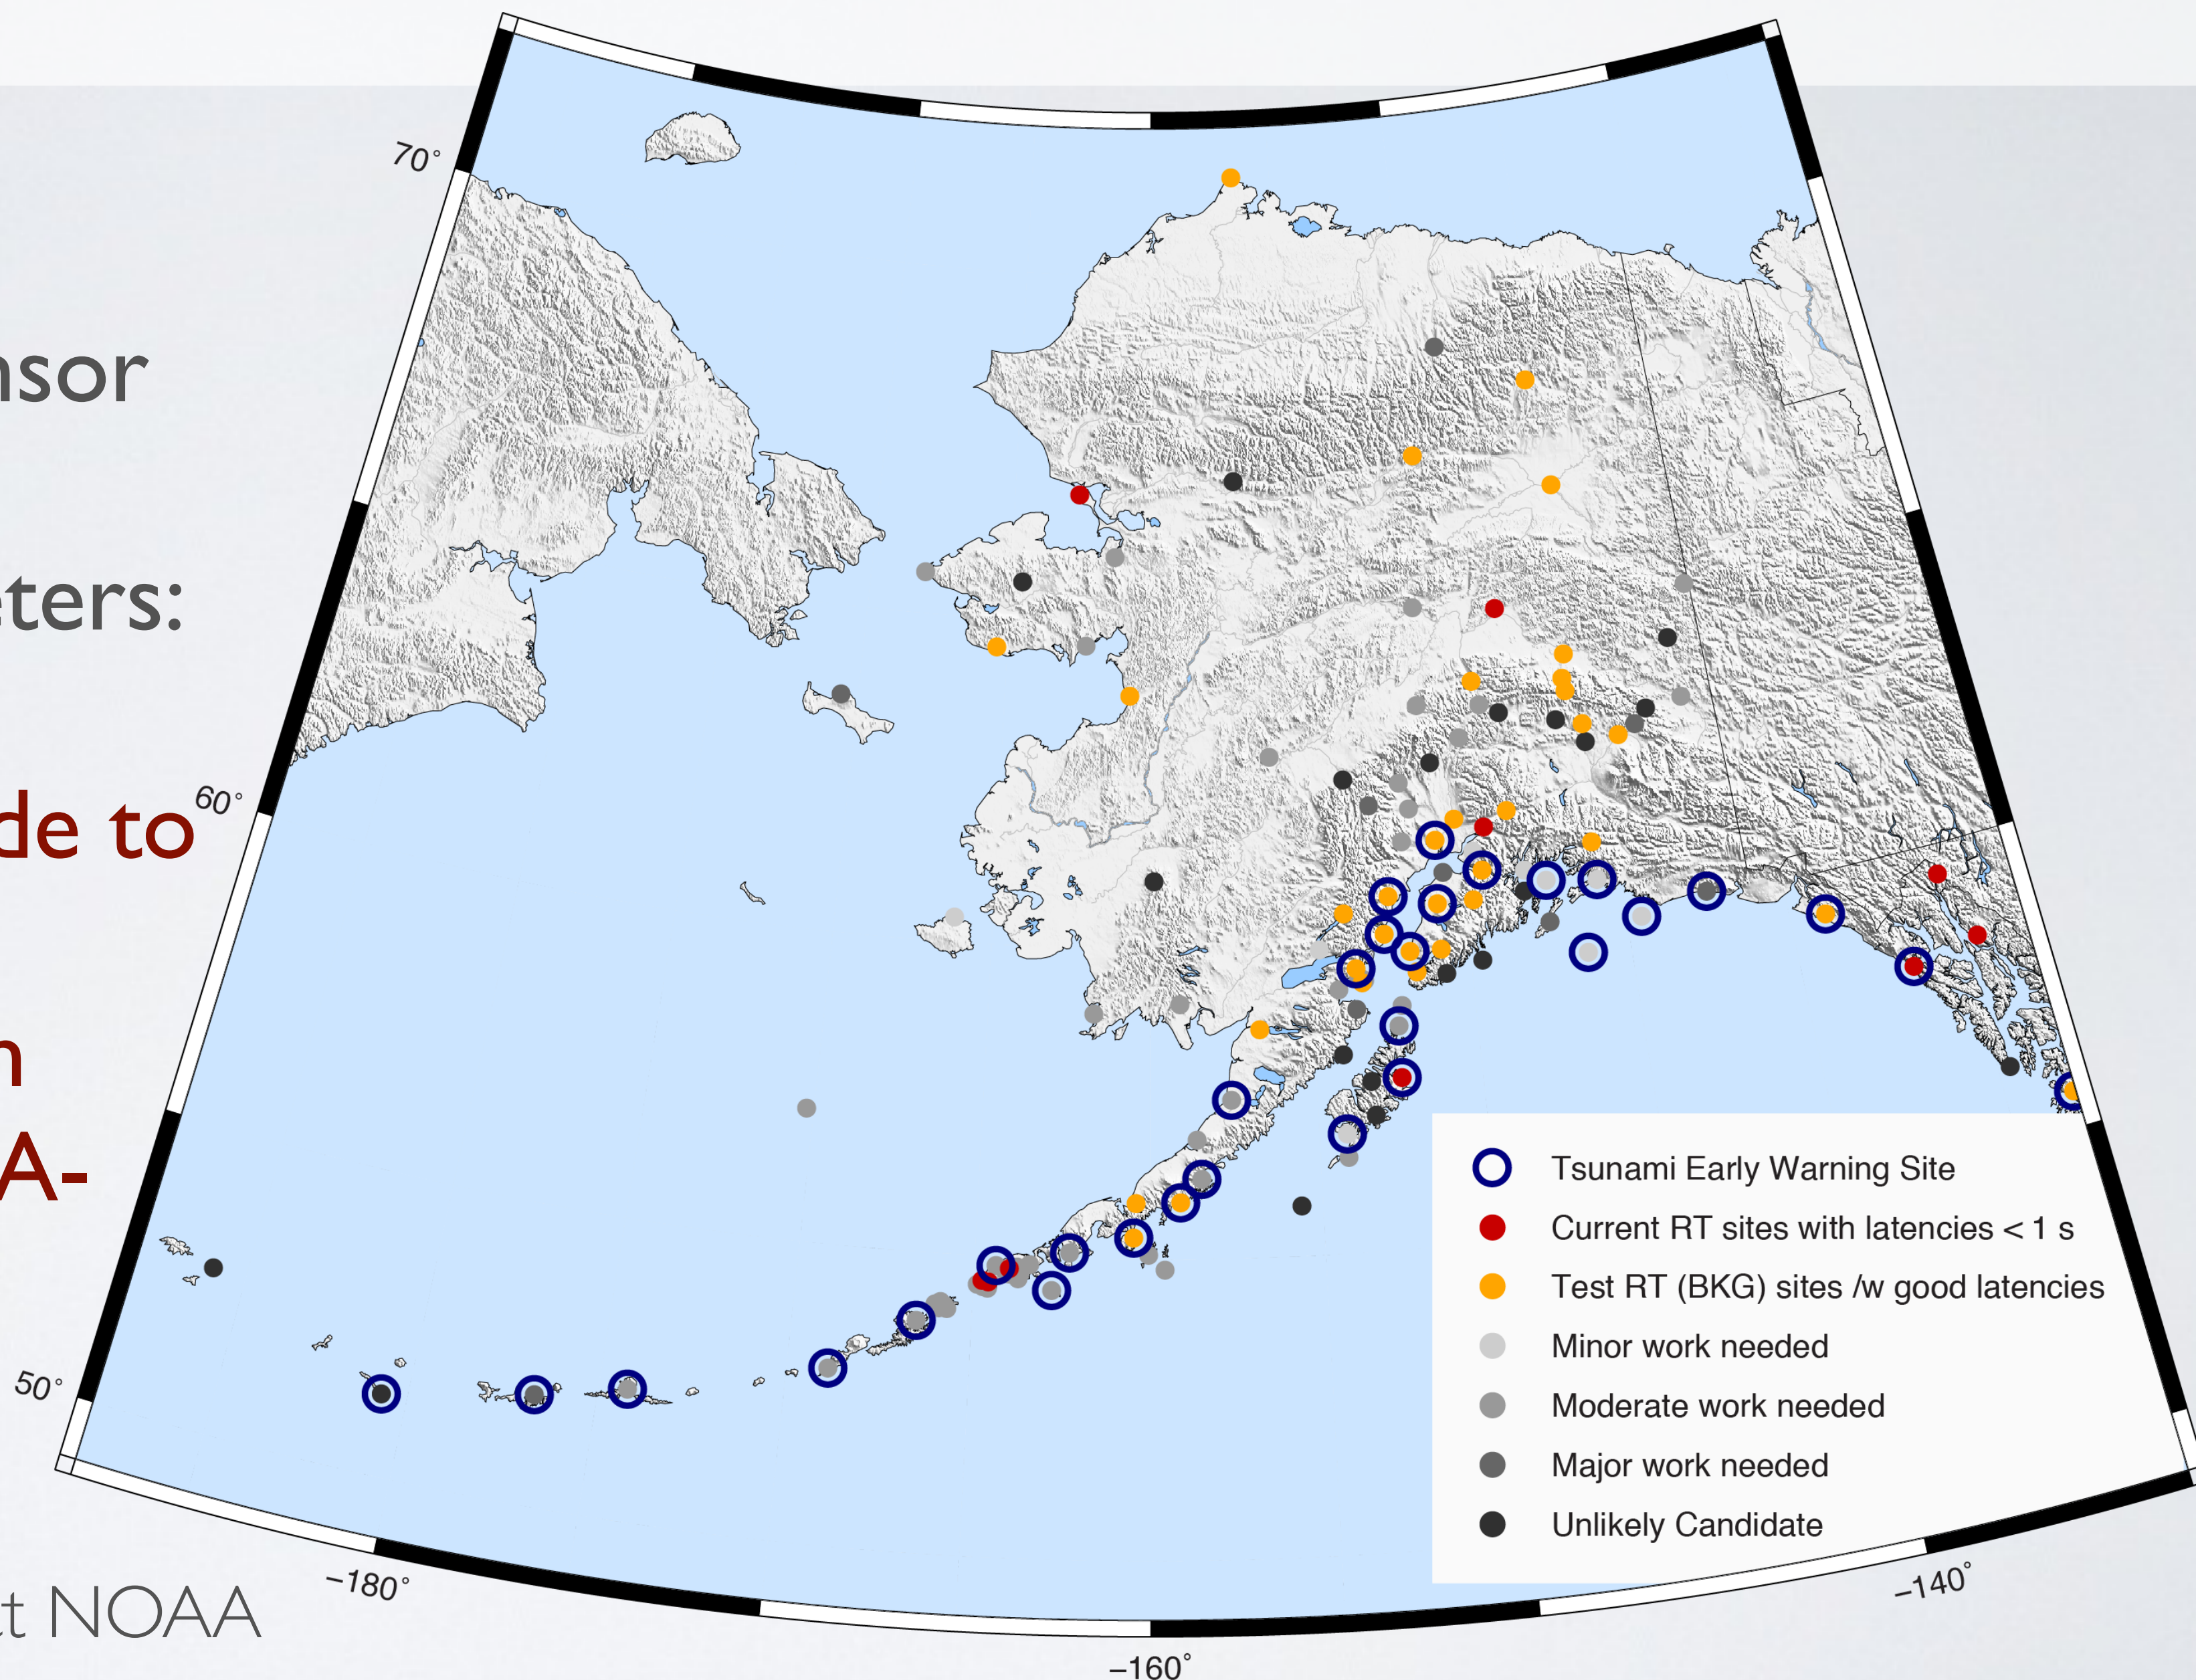 nsor
eters:
de to
n
A-
t NOAA
70°
60°
50°
−180°
−160°
−140°
Tsunami Early Warning Site
Current RT sites with latencies < 1 s
Test RT (BKG) sites /w good latencies
Minor work needed
Moderate work needed
Major work needed
Unlikely Candidate